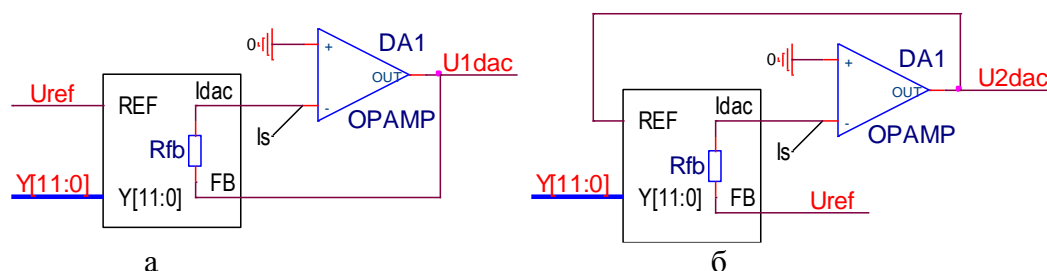 0
+
DA1
OUT
U1dac
Uref
REF
Idac
-
OPAMP
Is
Rfb
Y[11:0]
Y[11:0]
FB
а
0
+
DA1
OUT
U2dac
REF
Idac
-
OPAMP
Is
Rfb
Y[11:0]
Y[11:0]
FB
Uref
б